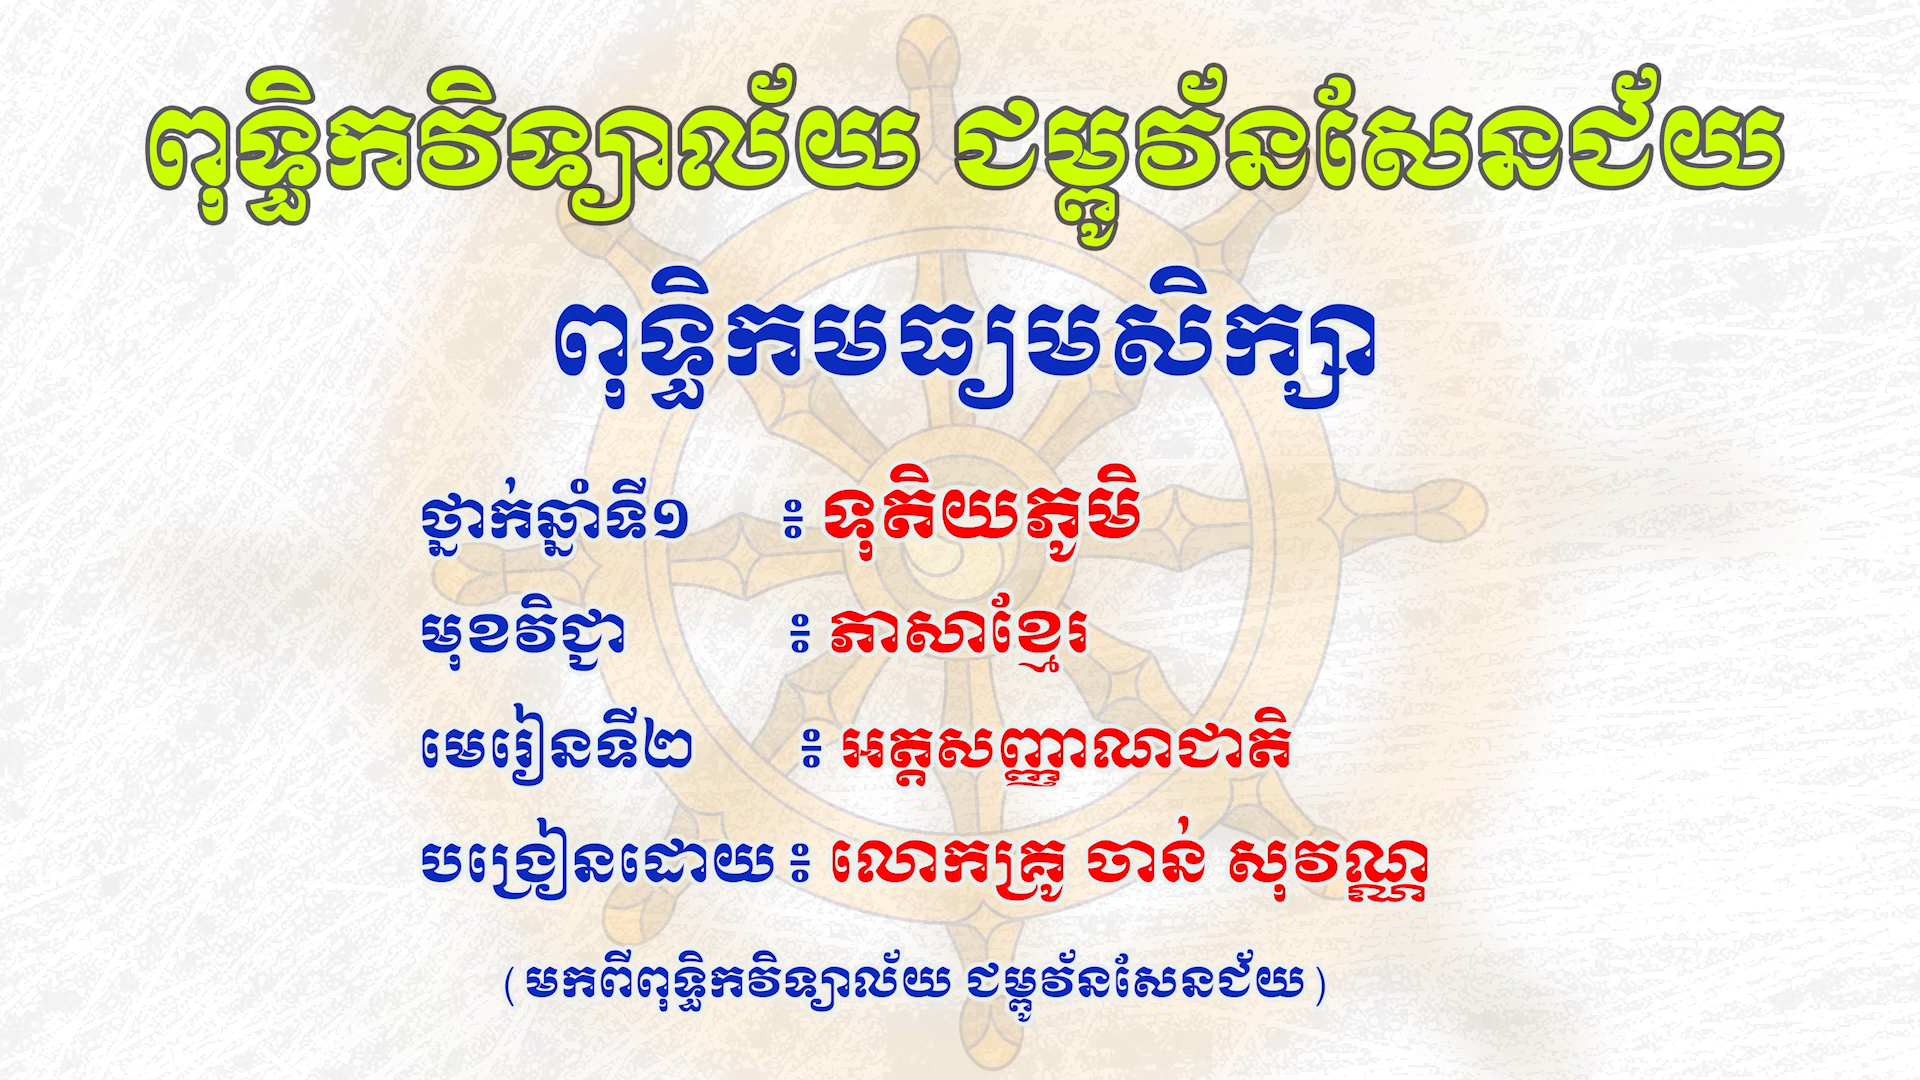 ពុទ្ធិកវិទ្យាល័យ ជម្ពូវ័នសែនជ័យ
ពុទ្ធិកមធ្យមសិក្សា
ថ្នាក់ឆ្នាំទី១ ៖ ទុតិយភូមិ
មុខវិជ្ជា ៖ ភាសាខ្មែរ
មេរៀនទី២ ៖ អត្តសញ្ញាណជាតិ
បង្រៀនដោយ ៖ លោកគ្រូ ចាន់ សុវណ្ណ
(មកពីពុទ្ធិកវិទ្យាល័យ ជម្ពូវ័នសែនជ័យ)